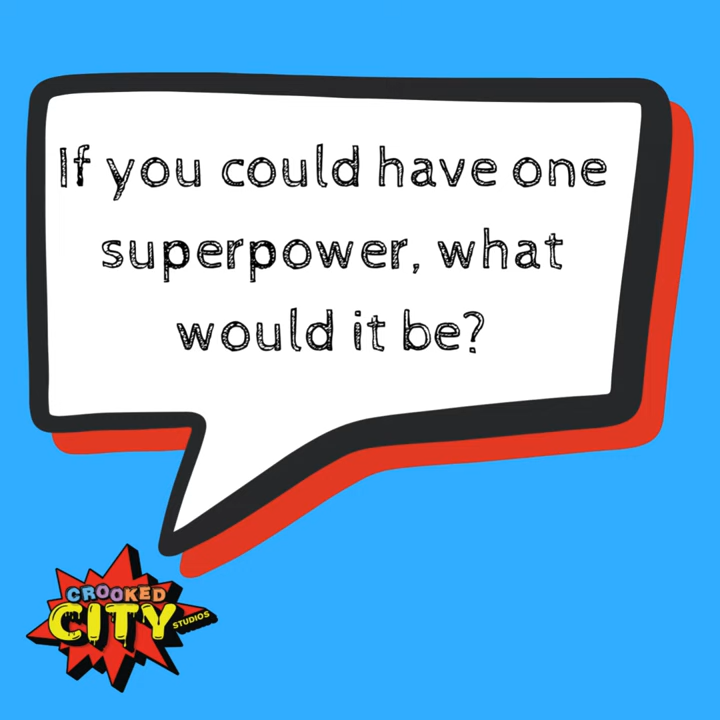 If you could have one
superpower, what
would it be?
CROOKED
CITY
STUDIOS